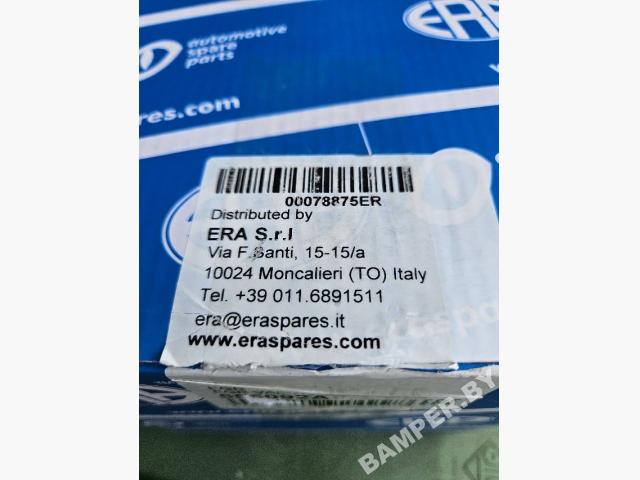 ERA
automotive
spare
parts
res.com
00078875ER
Distributed by
ERA S.r.l
Via F.Santi, 15-15/a
10024 Moncalieri (TO) Italy
Tel. +39 011.6891511
era@eraspares.it
www.eraspares.com
BAMPER.BY